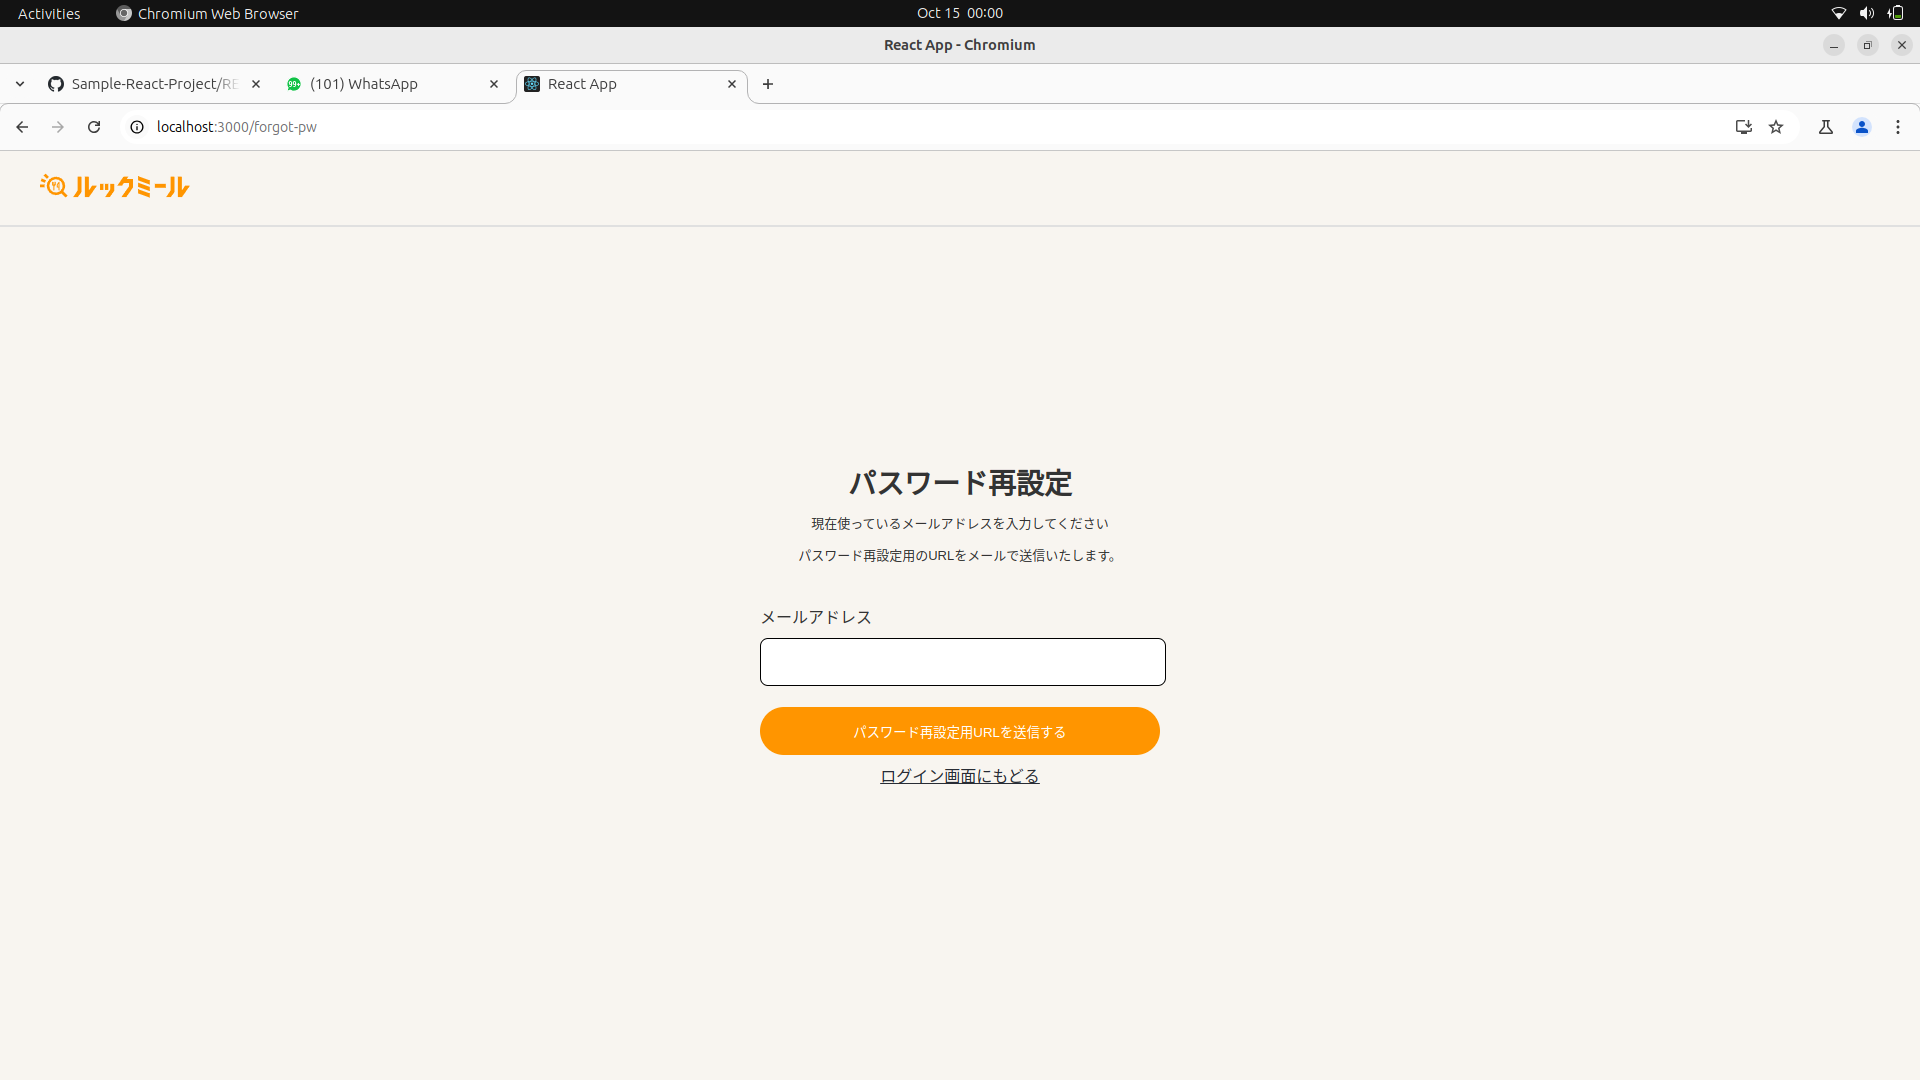 Activities Chromium Web Browser Oct 15 00:00
React App - Chromium
Sample-React-Project/RE (101) WhatsApp React App
localhost:3000/forgot-pw
ルックミール
パスワード再設定
現在使っているメールアドレスを入力してください
パスワード再設定用のURLをメールで送信いたします。
メールアドレス
パスワード再設定用URLを送信する
ログイン画面にもどる